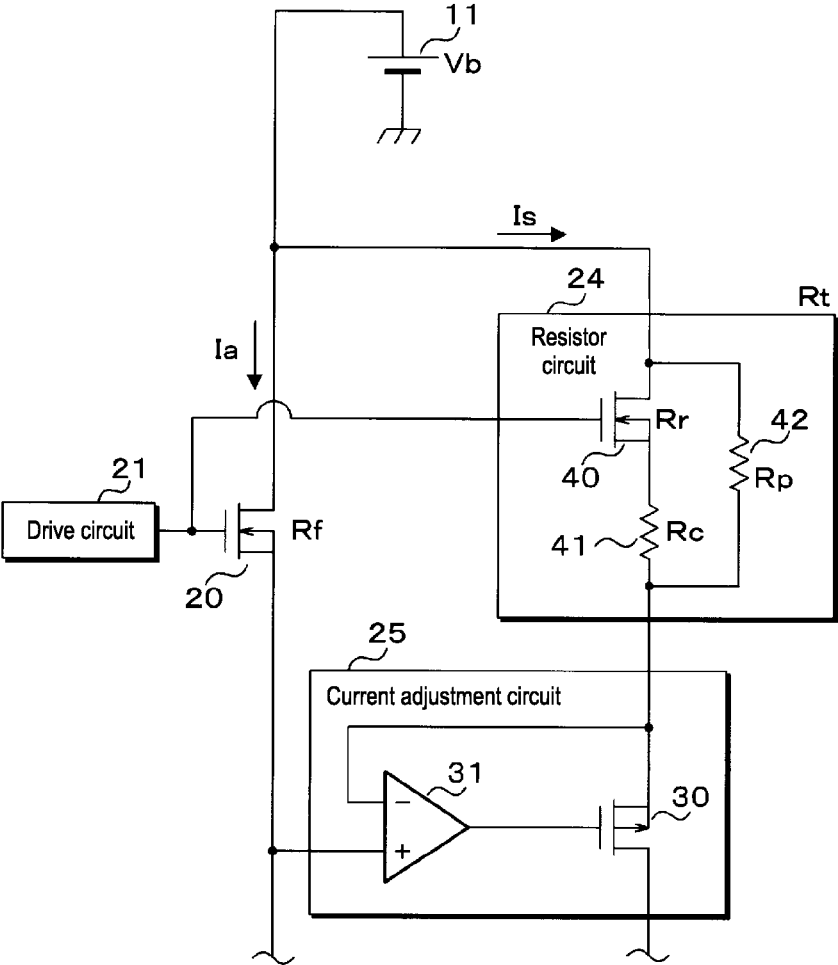 11
Vb
Is
24
Rt
Resistor
circuit
Ia
Rr
42
40
Rp
21
Drive circuit
Rf
41
Rc
20
25
Current adjustment circuit
31
30
−
+